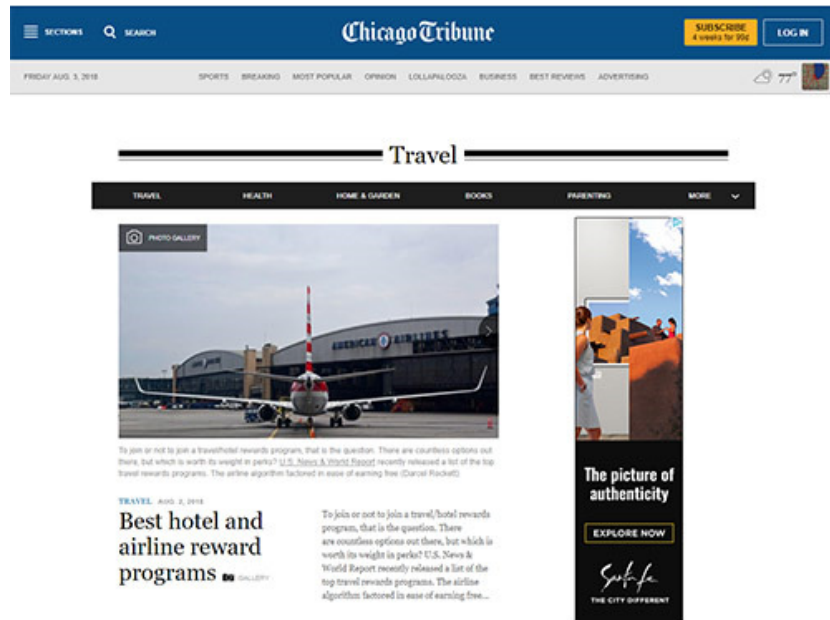 SECTIONS
SEARCH
Chicago Tribune
SUBSCRIBE
4 weeks for 99¢
LOG IN
FRIDAY AUG. 3, 2018
SPORTS BREAKING MOST POPULAR OPINION LOLLAPALOOZA BUSINESS BEST REVIEWS ADVERTISING
77°
Travel
TRAVEL HEALTH HOME & GARDEN BOOKS PARENTING MORE
PHOTO GALLERY
AMERICAN AIRLINES
To join or not to join a travel/hotel rewards program, that is the question. There are countless options out
there, but which is worth its weight in perks? U.S. News & World Report recently released a list of the top
travel rewards programs. The airline algorithm factored in ease of earning free (Darcel Rockett)
TRAVEL AUG. 2, 2018
Best hotel and
airline reward
programs GALLERY
To join or not to join a travel/hotel rewards
program, that is the question. There
are countless options out there, but which is
worth its weight in perks? U.S. News &
World Report recently released a list of the
top travel rewards programs. The airline
algorithm factored in ease of earning free...
The picture of
authenticity
EXPLORE NOW
Santa Fe
THE CITY DIFFERENT